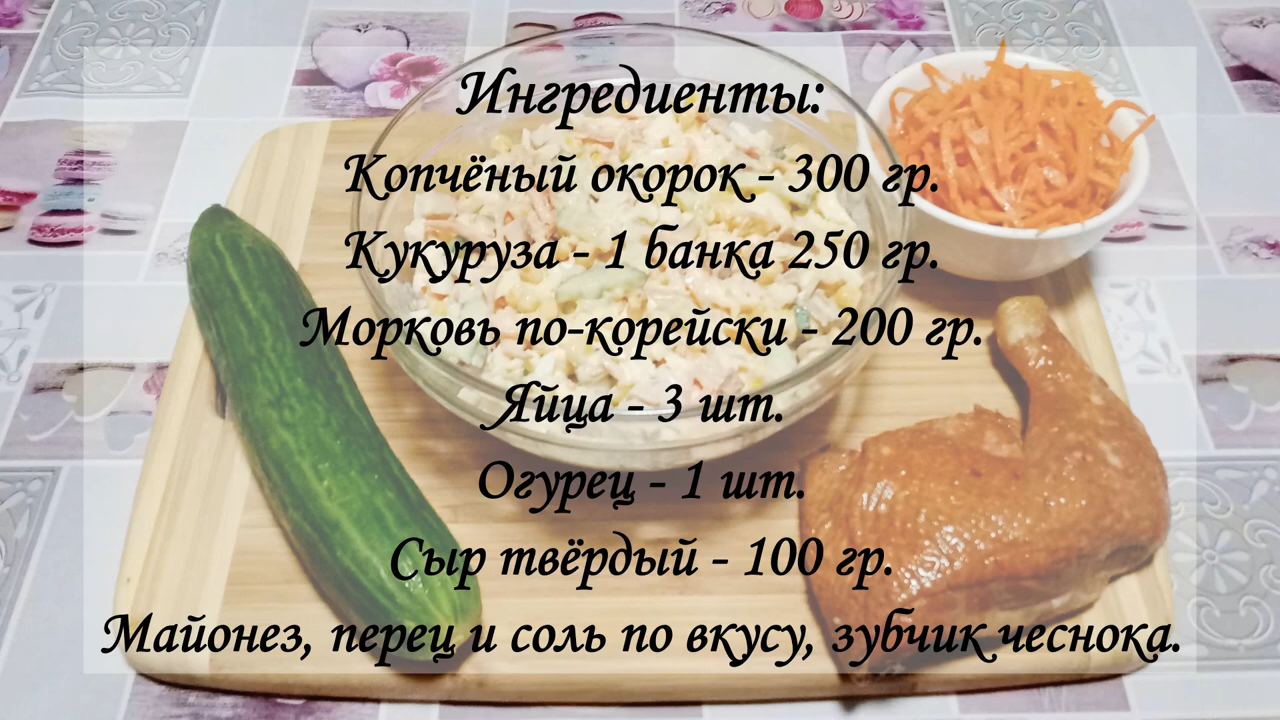 Ингредиенты:
Копчёный окорок - 300 гр.
Кукуруза - 1 банка 250 гр.
Морковь по-корейски - 200 гр.
Яйца - 3 шт.
Огурец - 1 шт.
Сыр твёрдый - 100 гр.
Майонез, перец и соль по вкусу, зубчик чеснока.